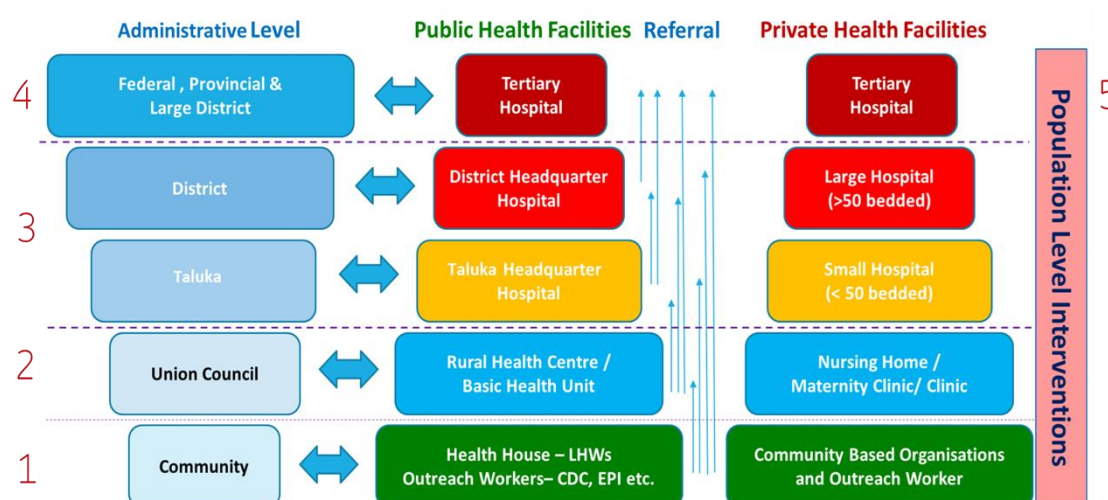 Administrative Level
Public Health Facilities
Referral
Private Health Facilities
4
Federal , Provincial &
Large District
Tertiary
Hospital
Tertiary
Hospital
5
3
District
District Headquarter
Hospital
Large Hospital
(>50 bedded)
Taluka
Taluka Headquarter
Hospital
Small Hospital
(< 50 bedded)
2
Union Council
Rural Health Centre /
Basic Health Unit
Nursing Home /
Maternity Clinic/ Clinic
1
Community
Health House – LHWs
Outreach Workers– CDC, EPI etc.
Community Based Organisations
and Outreach Worker
Population Level Interventions